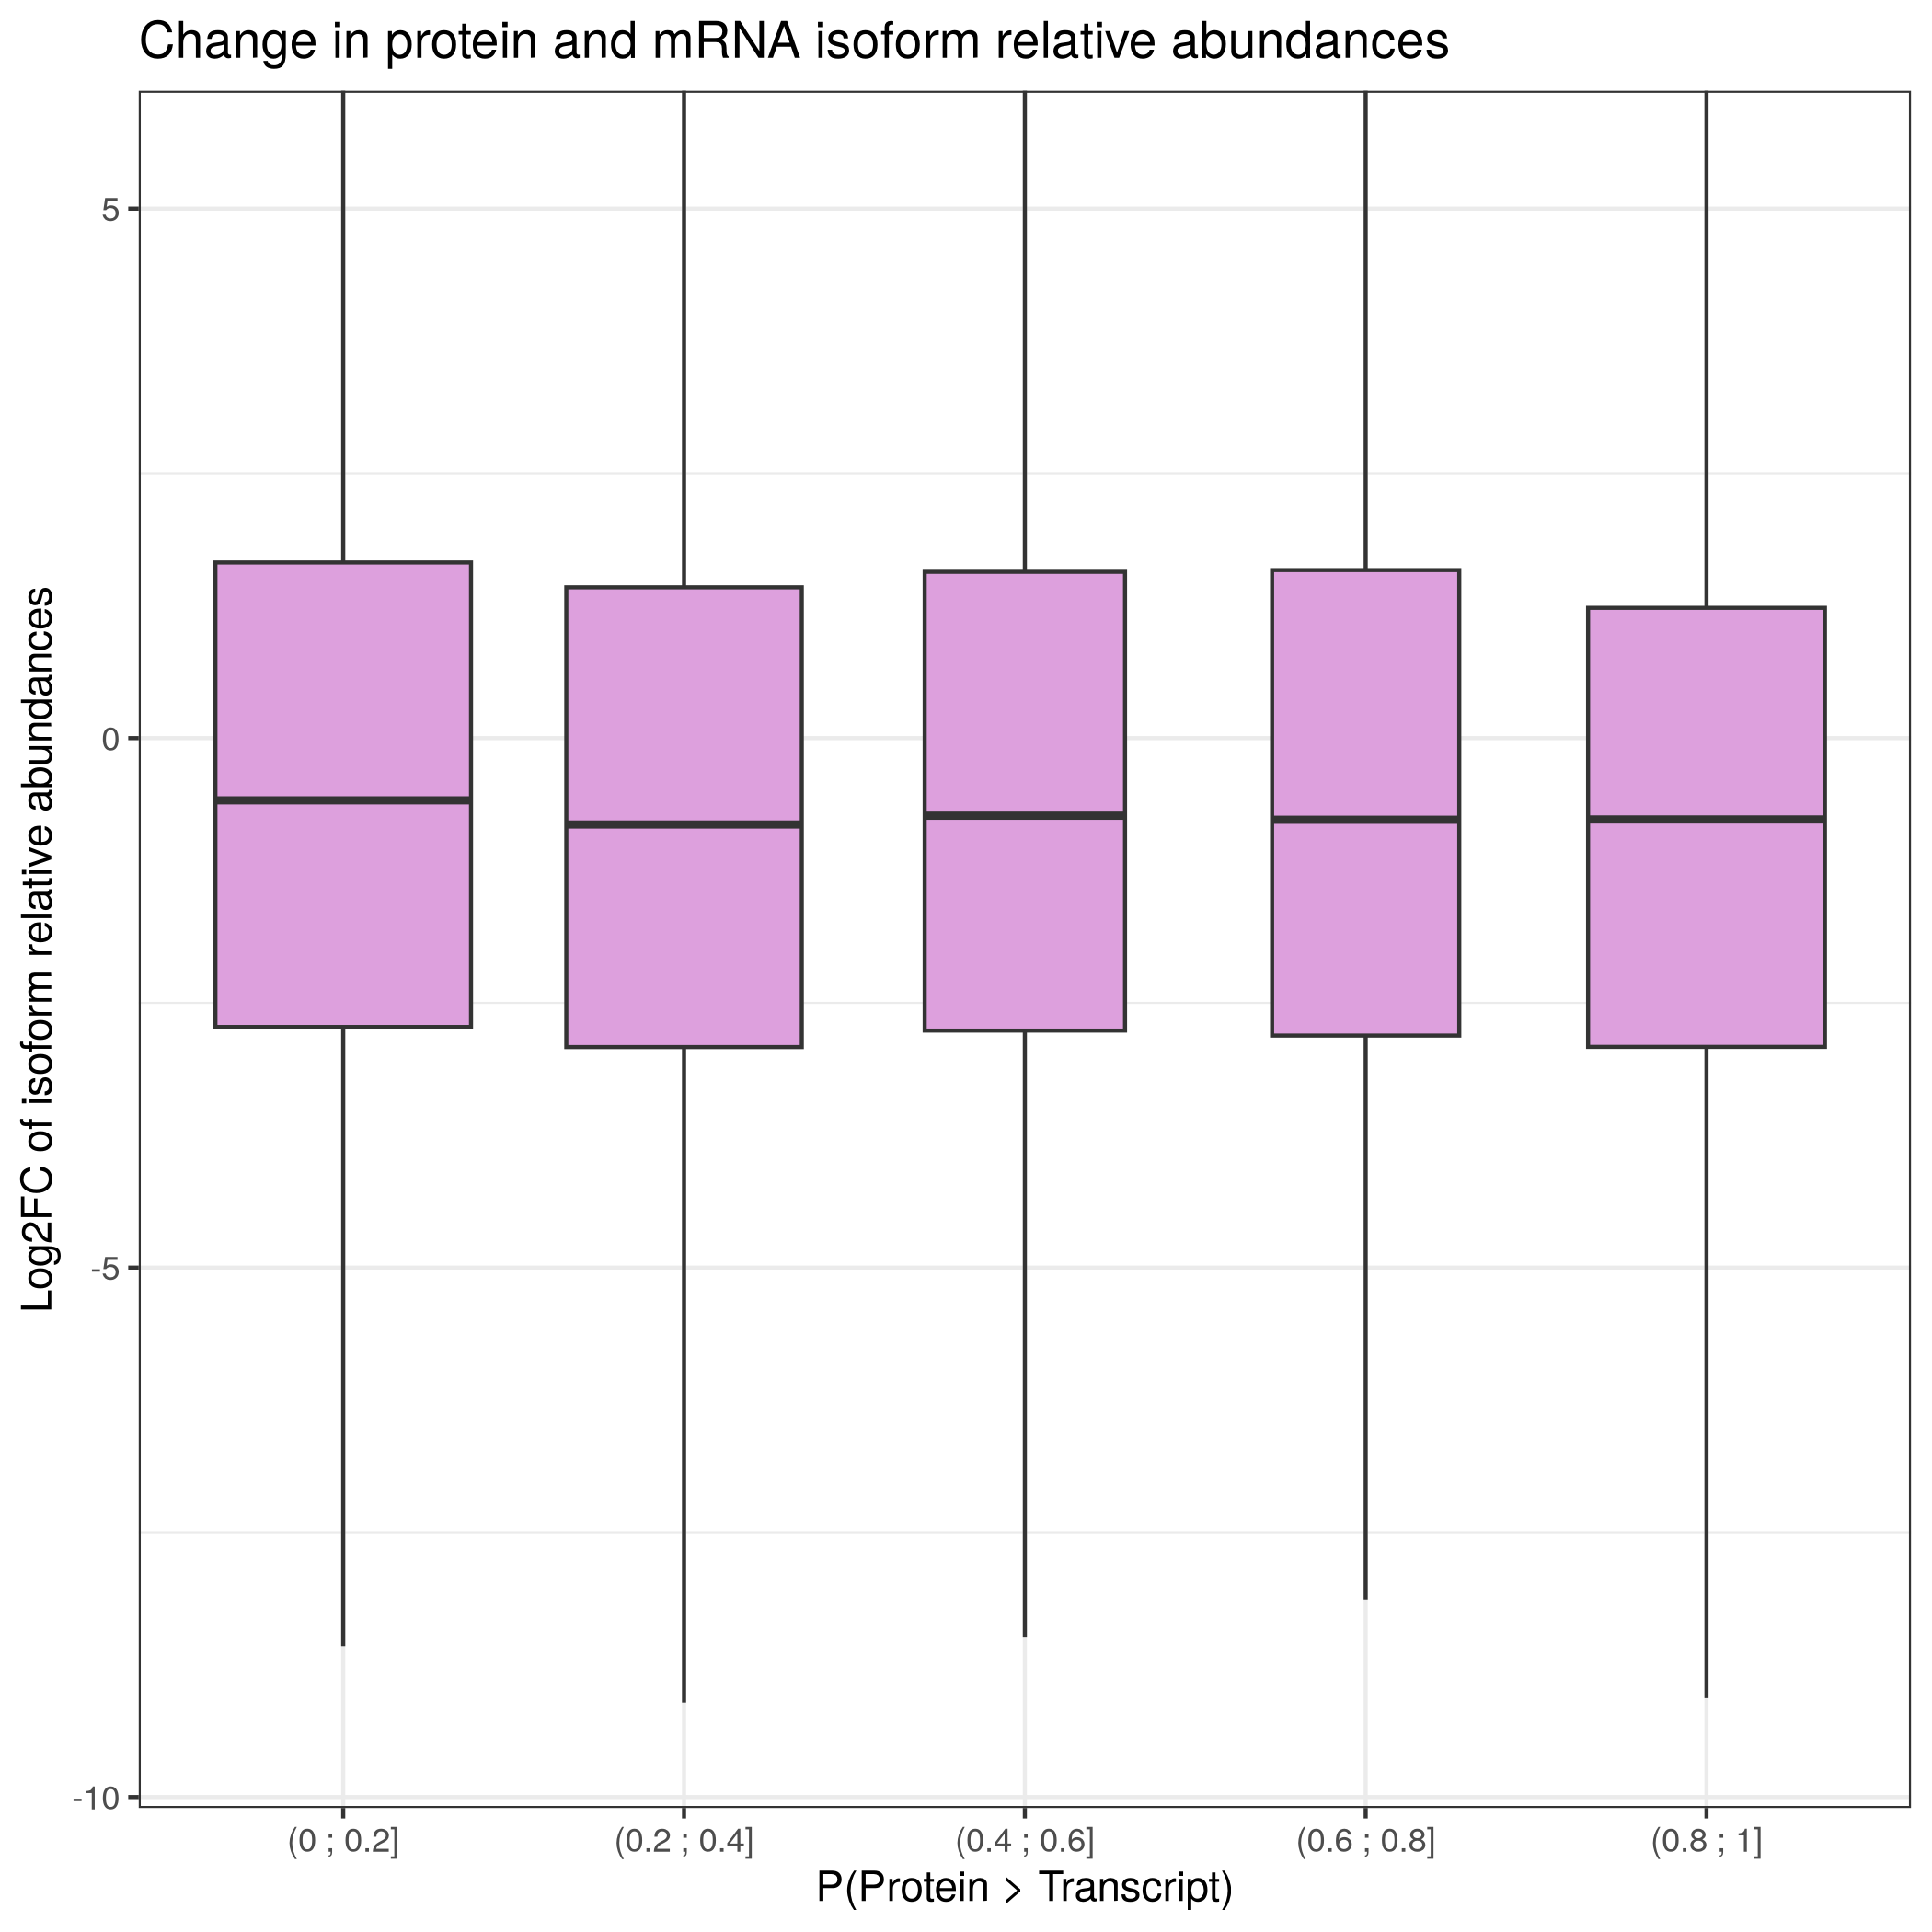 Change in protein and mRNA isoform relative abundances
Log2FC of isoform relative abundances
5
0
-5
-10
(0 ; 0.2]
(0.2 ; 0.4]
(0.4 ; 0.6]
(0.6 ; 0.8]
(0.8 ; 1]
P(Protein > Transcript)